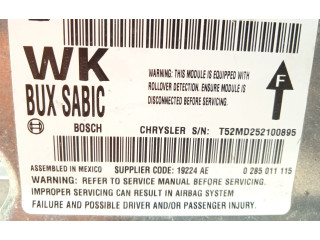 WK
BUX SABIC
WARNING: THIS MODULE IS EQUIPPED WITH
ROLLOVER DETECTION. ENSURE MODULE IS
DISCONNECTED BEFORE SERVICING.
F
BOSCH CHRYSLER S/N: T52MD252100895
ASSEMBLED IN MEXICO SUPPLIER CODE: 19224 AE 0 285 011 115
WARNING: REFER TO SERVICE MANUAL BEFORE SERVICING.
IMPROPER SERVICING CAN RESULT IN AIRBAG SYSTEM
FAILURE AND POSSIBLE DRIVER AND/OR PASSENGER INJURY.